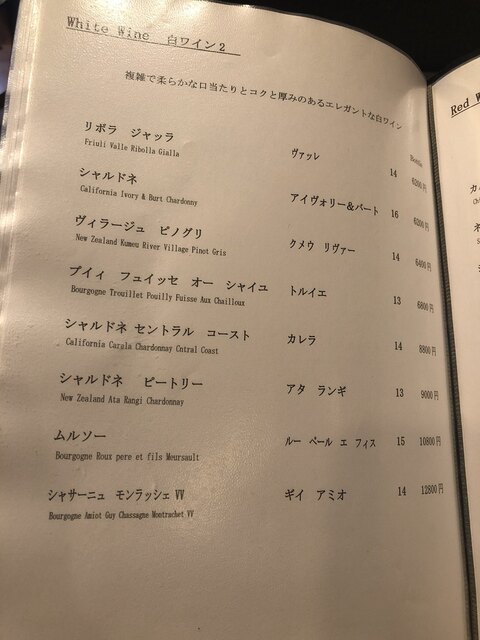 White Wine 白ワイン2
複雑で柔らかな口当たりとコクと厚みのあるエレガントな白ワイン
Red W
Bottle
リボラ ジャッラ ヴァッレ 14 6200円
Friuli Valle Ribolla Gialla
シャルドネ アイヴォリー&バート 16 6200円
California Ivory & Burt Chardonny
ヴィラージュ ピノグリ クメウ リヴァー 14 6400円
New Zealand Kumeu River Village Pinot Gris
プイィ フュイッセ オー シャイユ トルイエ 13 6600円
Bourgogne Trouillet Pouilly Fuisse Aux Chailloux
シャルドネ セントラル コースト カレラ 14 8800円
California Carala Chardonnay Cntral Coast
シャルドネ ピートリー アタ ランギ 13 9000円
New Zealand Ata Rangi Chardonnay
ムルソー ルー ペール エ フィス 15 10800円
Bourgogne Roux pere et fils Meursault
シャサーニュ モンラッシェ VV ギイ アミオ 14 12800円
Bourgogne Amiot Guy Chassagne Montrachet VV